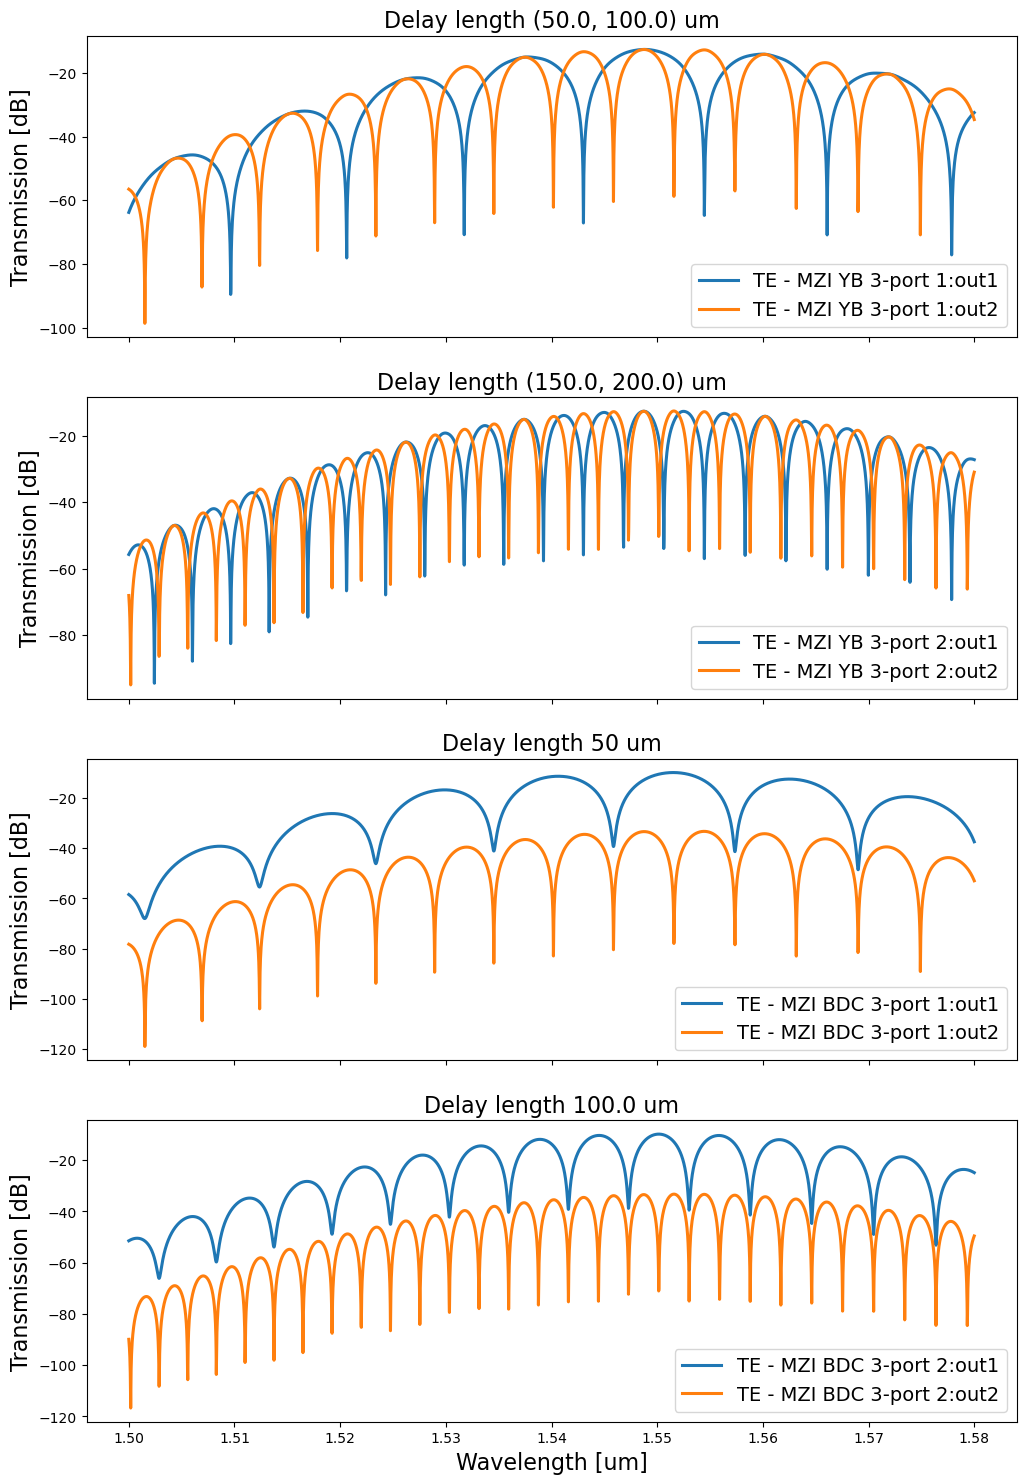 Delay length (50.0, 100.0) um
Transmission [dB]
−20
−40
−60
−80
−100
TE - MZI YB 3-port 1:out1
TE - MZI YB 3-port 1:out2
Delay length (150.0, 200.0) um
Transmission [dB]
−20
−40
−60
−80
TE - MZI YB 3-port 2:out1
TE - MZI YB 3-port 2:out2
Delay length 50 um
Transmission [dB]
−20
−40
−60
−80
−100
−120
TE - MZI BDC 3-port 1:out1
TE - MZI BDC 3-port 1:out2
Delay length 100.0 um
Transmission [dB]
−20
−40
−60
−80
−100
−120
TE - MZI BDC 3-port 2:out1
TE - MZI BDC 3-port 2:out2
1.50 1.51 1.52 1.53 1.54 1.55 1.56 1.57 1.58
Wavelength [um]